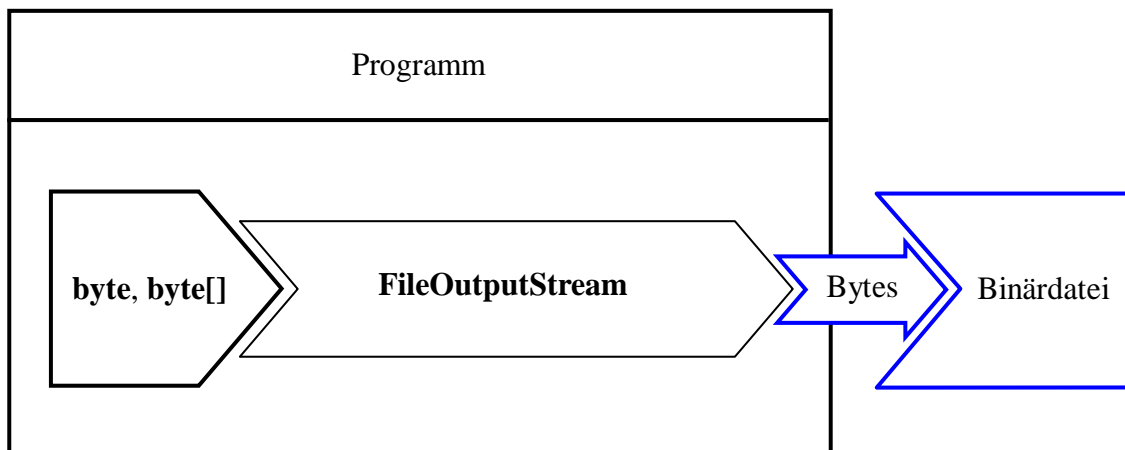 Programm
byte, byte[]
FileOutputStream
Bytes
Binärdatei